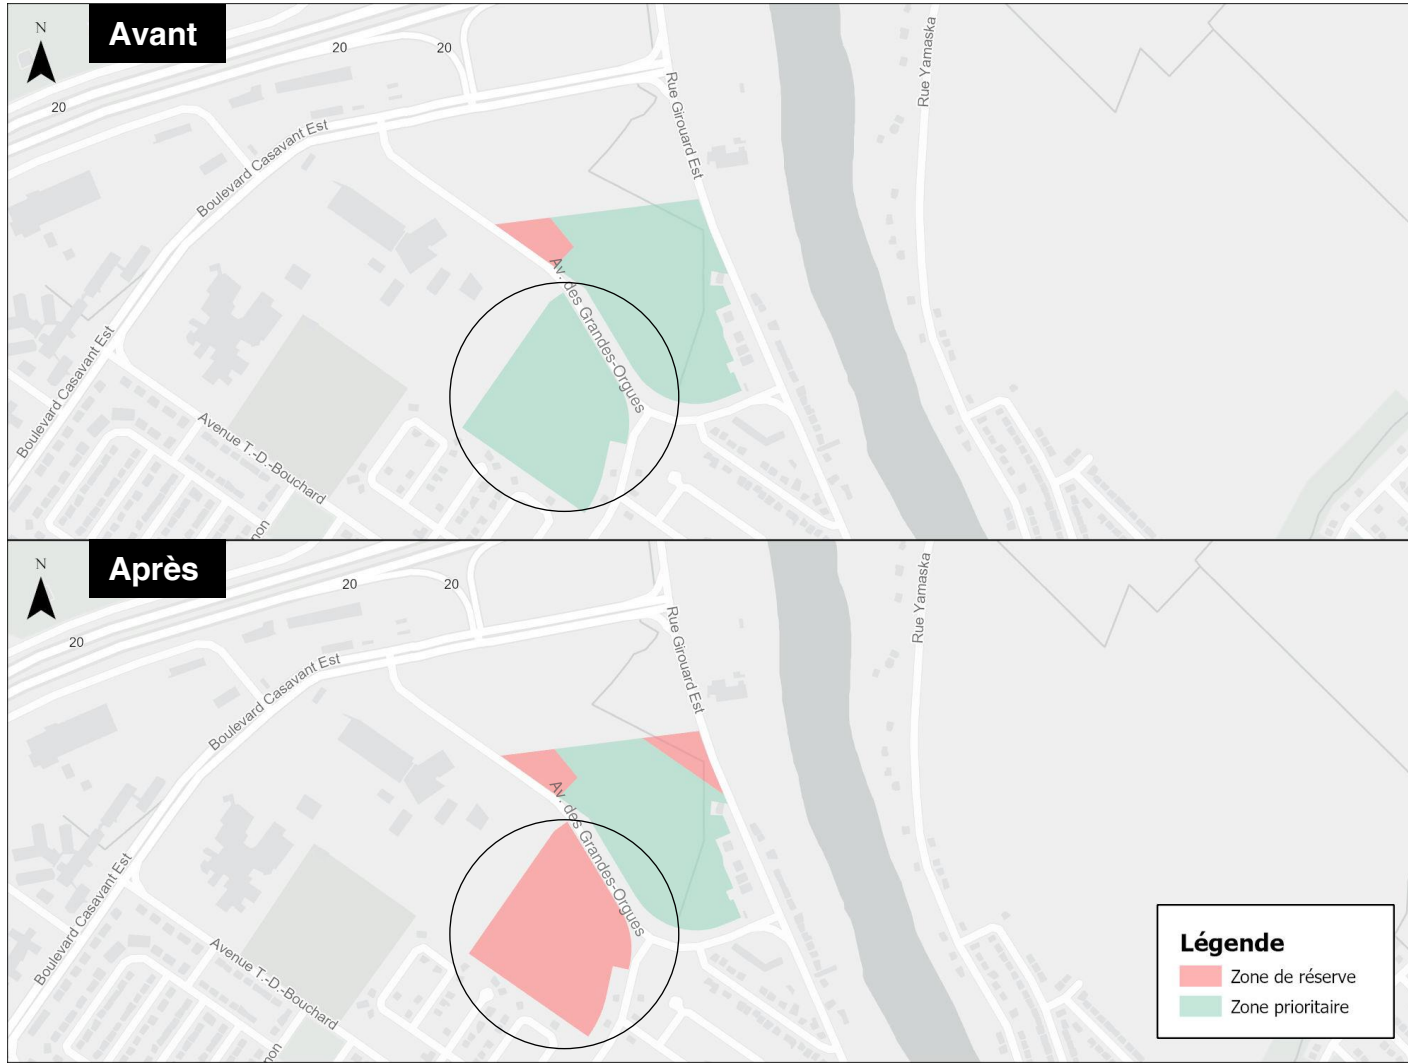 Avant
N
20
20
20
Boulevard Casavant Est
Rue Girouard Est
Rue Yamaska
Av. des Grandes-Orgues
Boulevard Casavant Est
Avenue T.-D.-Bouchard
non
Après
N
20
20
20
Boulevard Casavant Est
Rue Girouard Est
Rue Yamaska
Av. des Grandes-Orgues
Boulevard Casavant Est
Avenue T.-D.-Bouchard
non
Légende
Zone de réserve
Zone prioritaire